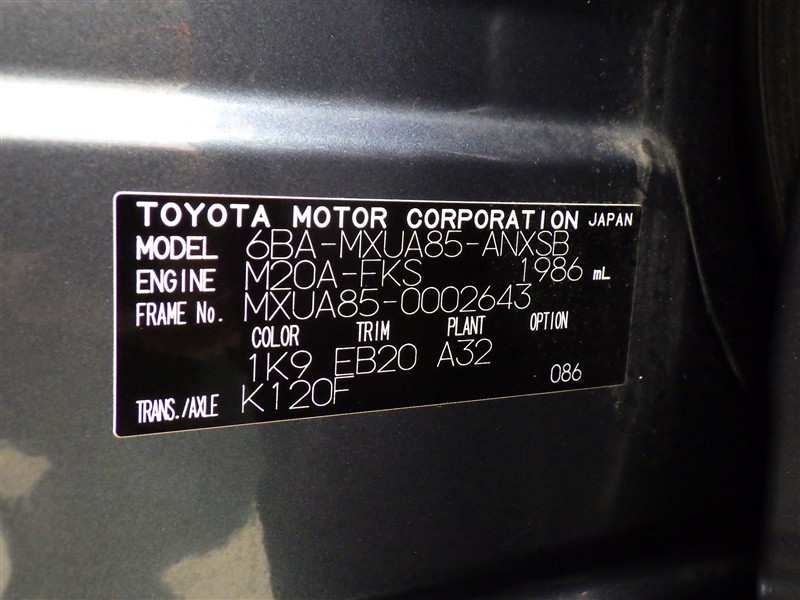 TOYOTA MOTOR CORPORATION JAPAN
MODEL 6BA-MXUA85-ANXSB
ENGINE M20A-FKS 1986 mL
FRAME No. MXUA85-0002643
COLOR TRIM PLANT OPTION
1K9 EB20 A32
086
TRANS./AXLE K120F